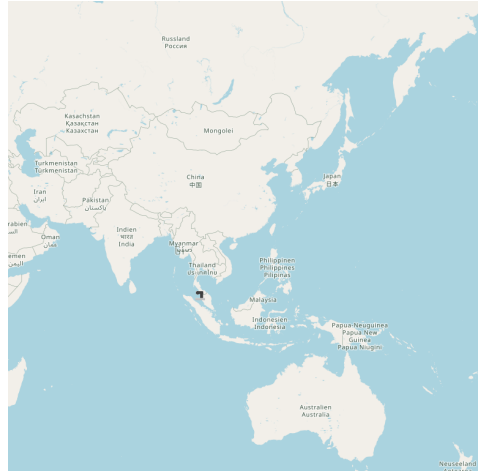 Russland
Россия
Kasachstan
Қазақстан
Казахстан
Mongolei
Turkmenistan
Türkmenistan
China
中国
Japan
日本
Iran
ایران
Pakistan
پاکستان
Indien
भारत
India
Oman
عمان
Myanmar
Thailand
ประเทศไทย
Philippinen
Philippines
Pilipinas
Malaysia
Indonesien
Indonesia
Papua-Neuguinea
Papua New
Guinea
Papua Niugini
Australien
Australia
Neuseeland